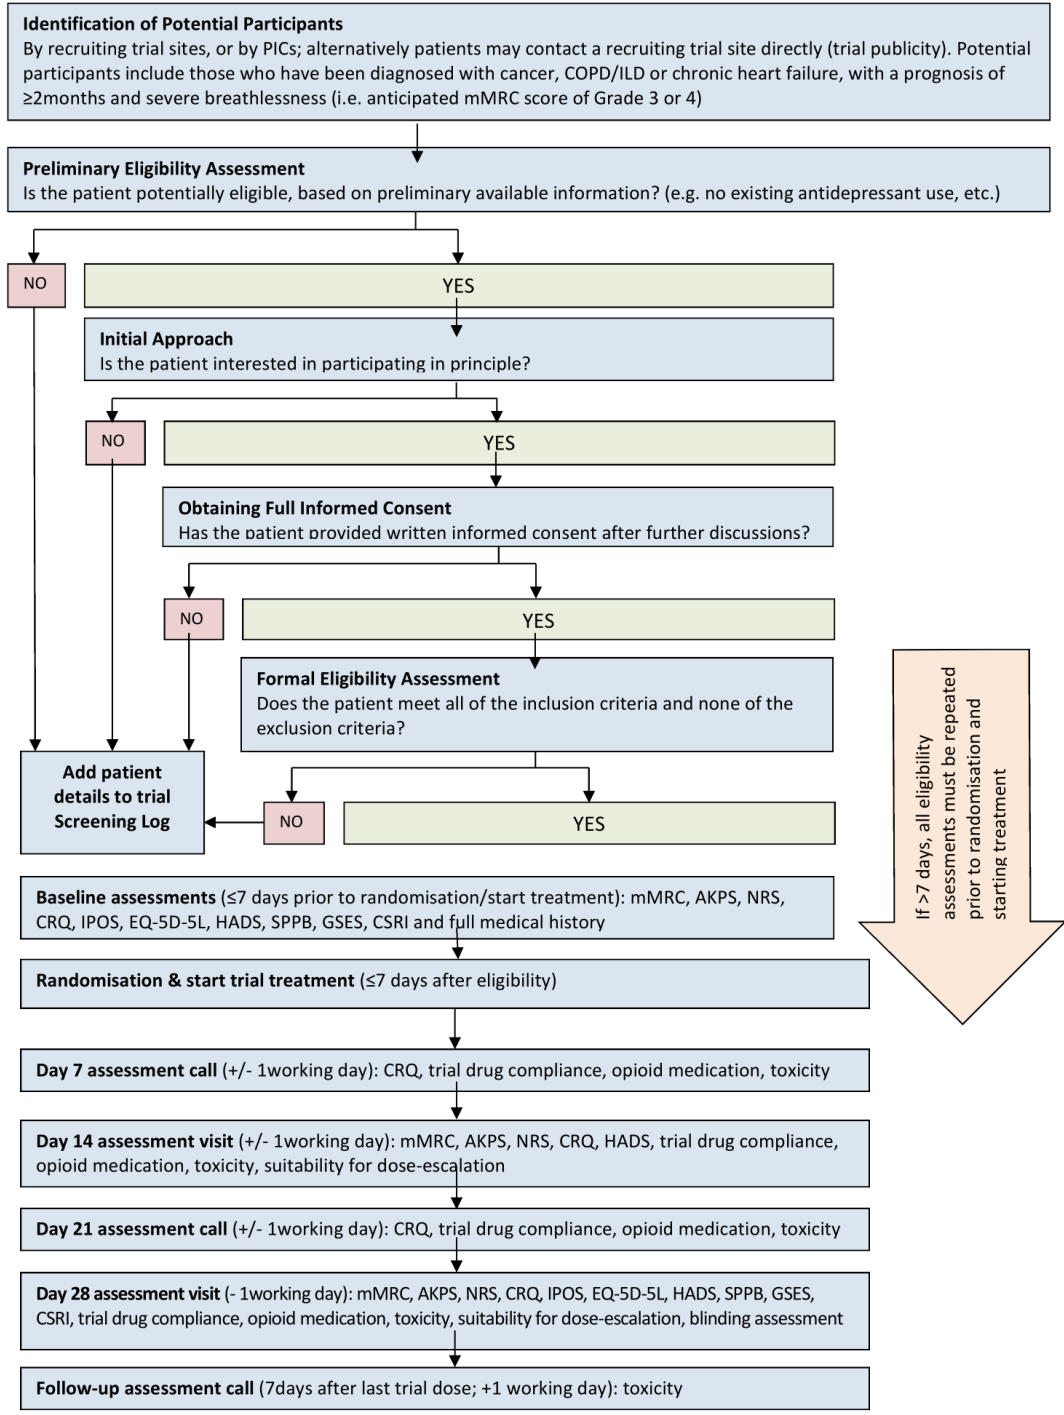 Identification of Potential Participants
By recruiting trial sites, or by PICs; alternatively patients may contact a recruiting trial site directly (trial publicity). Potential
participants include those who have been diagnosed with cancer, COPD/ILD or chronic heart failure, with a prognosis of
≥2months and severe breathlessness (i.e. anticipated mMRC score of Grade 3 or 4)
Preliminary Eligibility Assessment
Is the patient potentially eligible, based on preliminary available information? (e.g. no existing antidepressant use, etc.)
NO
YES
Initial Approach
Is the patient interested in participating in principle?
NO
YES
Obtaining Full Informed Consent
Has the patient provided written informed consent after further discussions?
NO
YES
Formal Eligibility Assessment
Does the patient meet all of the inclusion criteria and none of the
exclusion criteria?
Add patient
details to trial
Screening Log
NO
YES
If >7 days, all eligibility
assessments must be repeated
prior to randomisation and
starting treatment
Baseline assessments (≤7 days prior to randomisation/start treatment): mMRC, AKPS, NRS,
CRQ, IPOS, EQ-5D-5L, HADS, SPPB, GSES, CSRI and full medical history
Randomisation & start trial treatment (≤7 days after eligibility)
Day 7 assessment call (+/- 1working day): CRQ, trial drug compliance, opioid medication, toxicity
Day 14 assessment visit (+/- 1working day): mMRC, AKPS, NRS, CRQ, HADS, trial drug compliance,
opioid medication, toxicity, suitability for dose-escalation
Day 21 assessment call (+/- 1working day): CRQ, trial drug compliance, opioid medication, toxicity
Day 28 assessment visit (- 1working day): mMRC, AKPS, NRS, CRQ, IPOS, EQ-5D-5L, HADS, SPPB, GSES,
CSRI, trial drug compliance, opioid medication, toxicity, suitability for dose-escalation, blinding assessment
Follow-up assessment call (7days after last trial dose; +1 working day): toxicity